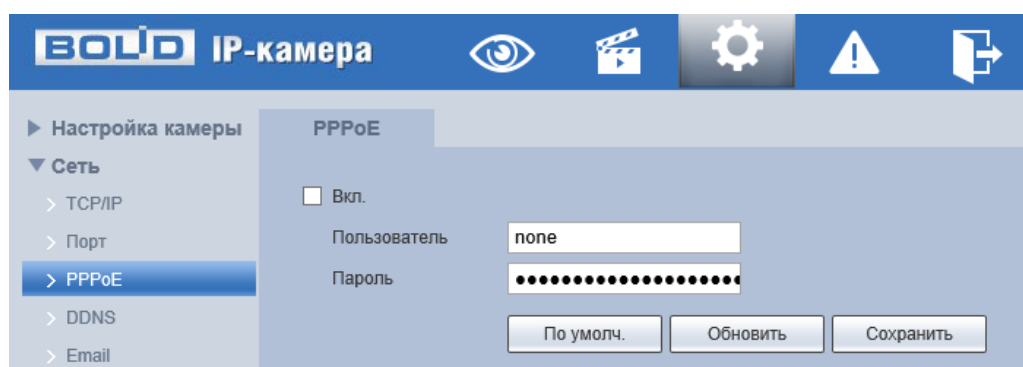 BOLID IP-камера
Настройка камеры
PPPoE
Сеть
TCP/IP
Вкл.
Порт
Пользователь none
PPPoE
Пароль ●●●●●●●●●●●●●●●●●●●●
DDNS
По умолч. Обновить Сохранить
Email